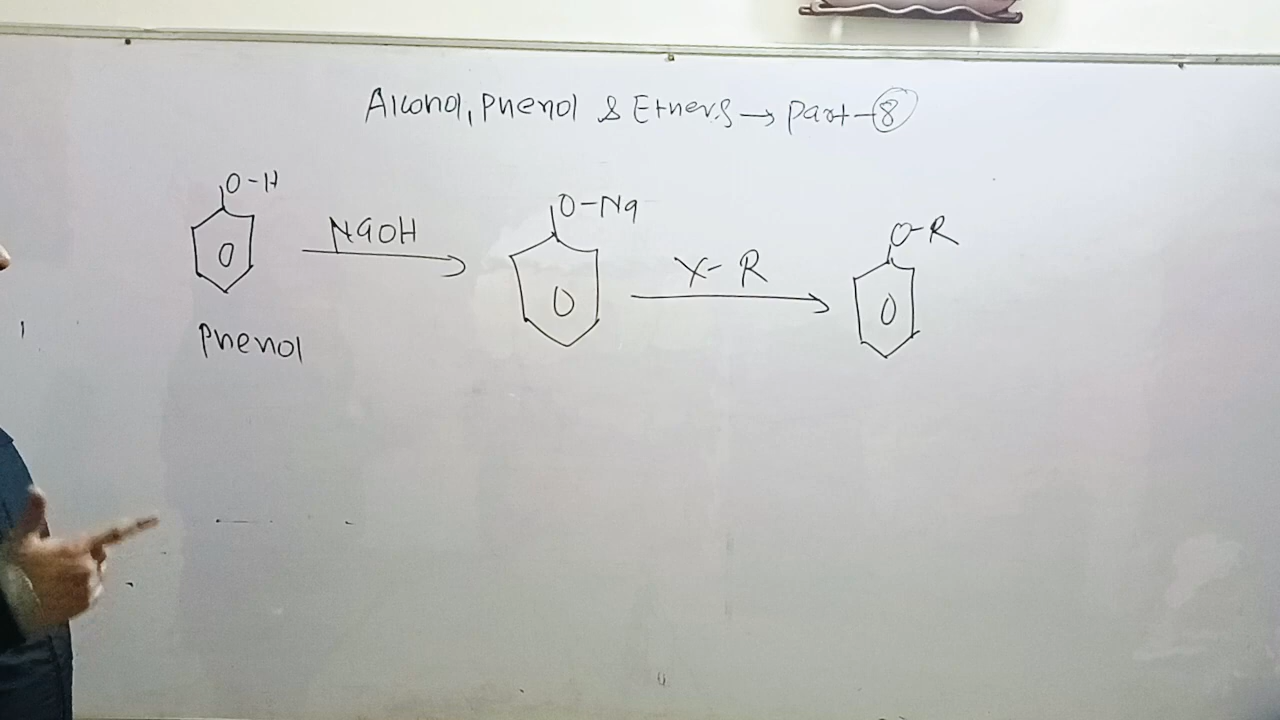 Alcohol, Phenol & Ethers → Part-8
O-H
NaOH
O-Na
X-R
O-R
Phenol